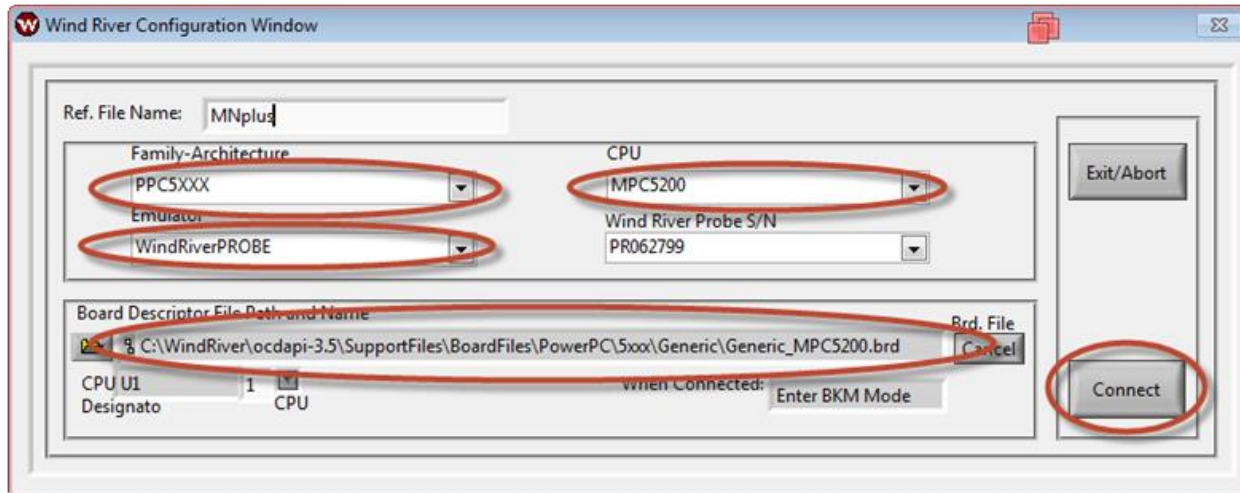 Wind River Configuration Window
Ref. File Name: MNplus
Family-Architecture
PPC5XXX
CPU
MPC5200
Exit/Abort
Emulator
WindRiverPROBE
Wind River Probe S/N
PR062799
Board Descriptor File Path and Name
C:\WindRiver\ocdapi-3.5\SupportFiles\BoardFiles\PowerPC\5xxx\Generic\Generic_MPC5200.brd
Brd. File
Cancel
CPU U1
Designato
1
CPU
When Connected: Enter BKM Mode
Connect